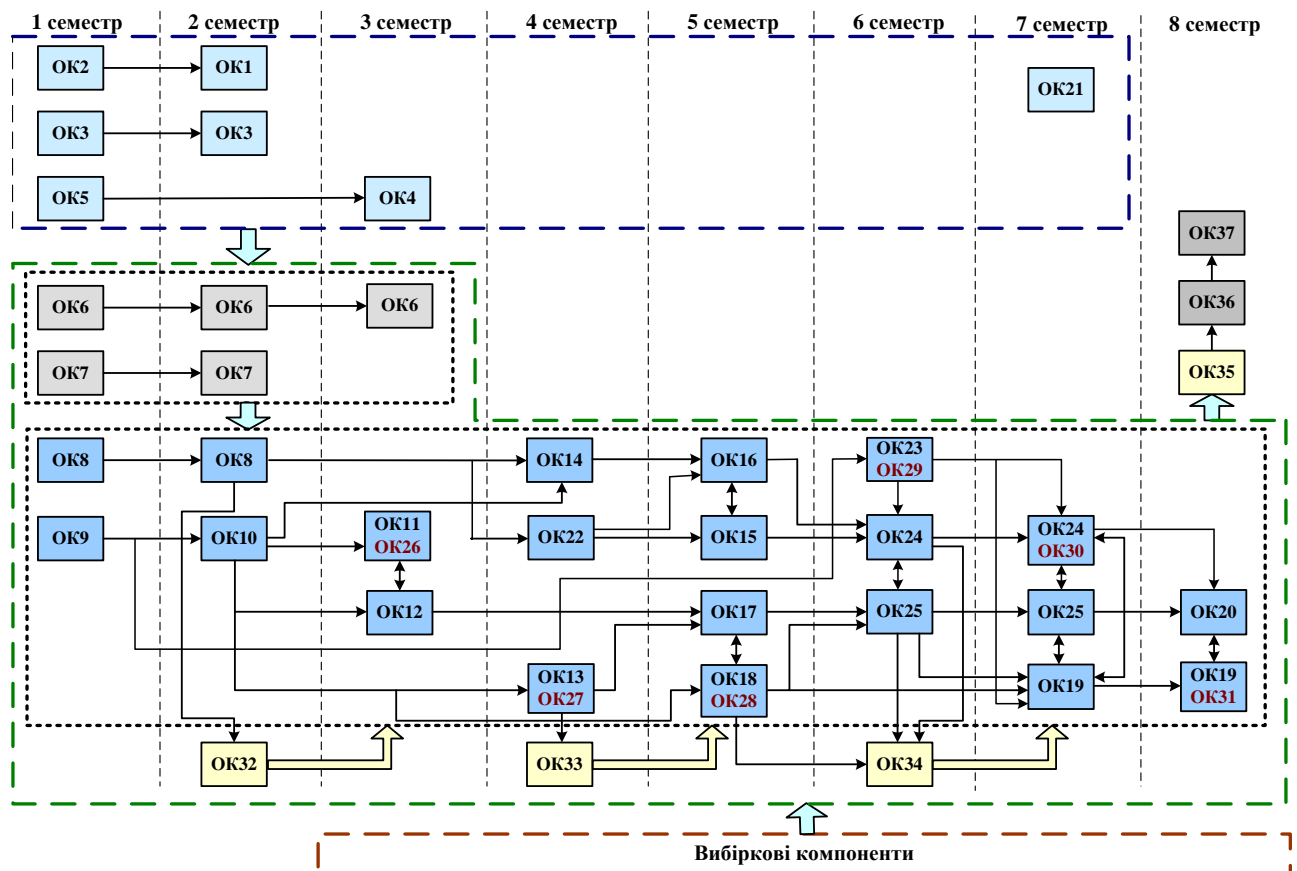 1 семестр
2 семестр
3 семестр
4 семестр
5 семестр
6 семестр
7 семестр
8 семестр
ОК2
ОК1
ОК21
ОК3
ОК3
ОК5
ОК4
ОК37
ОК6
ОК6
ОК6
ОК36
ОК7
ОК7
ОК35
ОК8
ОК8
ОК14
ОК16
ОК23
ОК29
ОК9
ОК10
ОК11
ОК26
ОК22
ОК15
ОК24
ОК24
ОК30
ОК12
ОК17
ОК25
ОК25
ОК20
ОК13
ОК27
ОК18
ОК28
ОК19
ОК19
ОК31
ОК32
ОК33
ОК34
Вибіркові компоненти